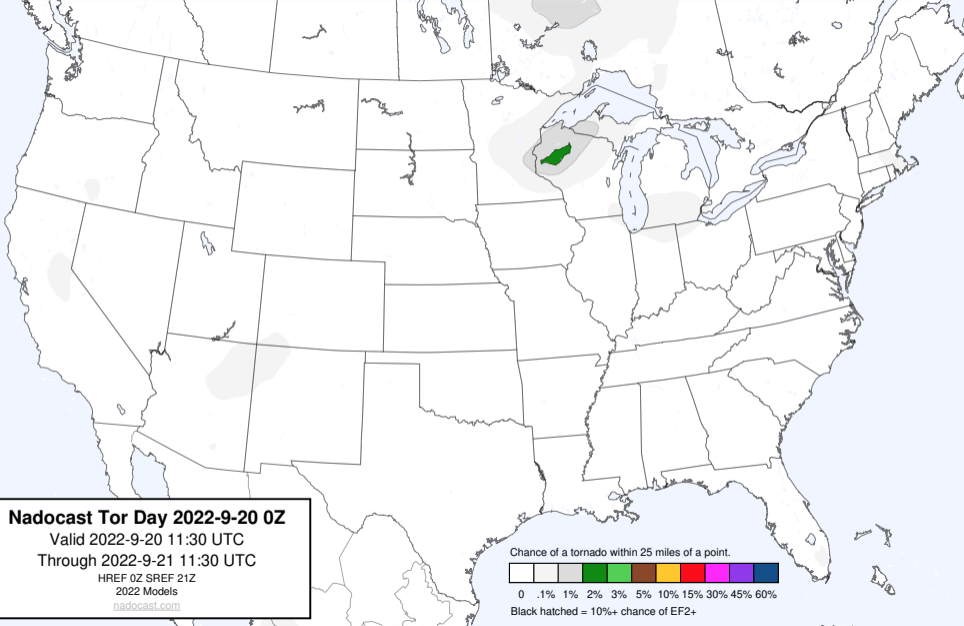 Nadocast Tor Day 2022-9-20 0Z
Valid 2022-9-20 11:30 UTC
Through 2022-9-21 11:30 UTC
HREF 0Z SREF 21Z
2022 Models
nadocast.com
Chance of a tornado within 25 miles of a point.
0 .1% 1% 2% 3% 5% 10% 15% 30% 45% 60%
Black hatched = 10%+ chance of EF2+